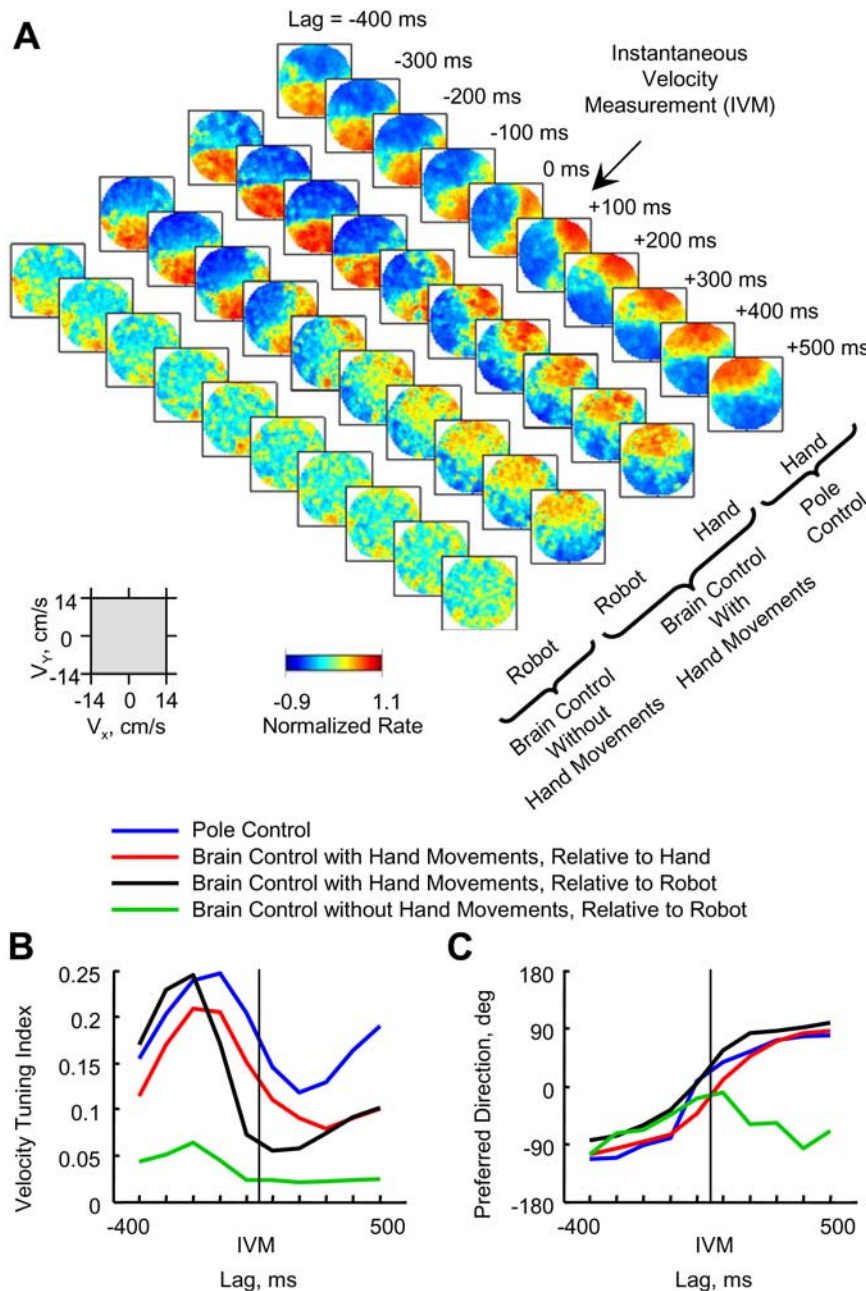 A
Lag = -400 ms
-300 ms
-200 ms
-100 ms
0 ms
+100 ms
+200 ms
+300 ms
+400 ms
+500 ms
Instantaneous
Velocity
Measurement (IVM)
Hand
Pole
Control
Hand
Robot
Brain Control
With
Hand Movements
Robot
Brain Control
Without
Hand Movements
14
0
-14
V_Y, cm/s
-14 0 14
V_x, cm/s
-0.9 1.1
Normalized Rate
Pole Control
Brain Control with Hand Movements, Relative to Hand
Brain Control with Hand Movements, Relative to Robot
Brain Control without Hand Movements, Relative to Robot
B
Velocity Tuning Index
0.25
0.2
0.15
0.1
0.05
0
-400 500
IVM
Lag, ms
C
Preferred Direction, deg
180
90
0
-90
-180
-400 500
IVM
Lag, ms